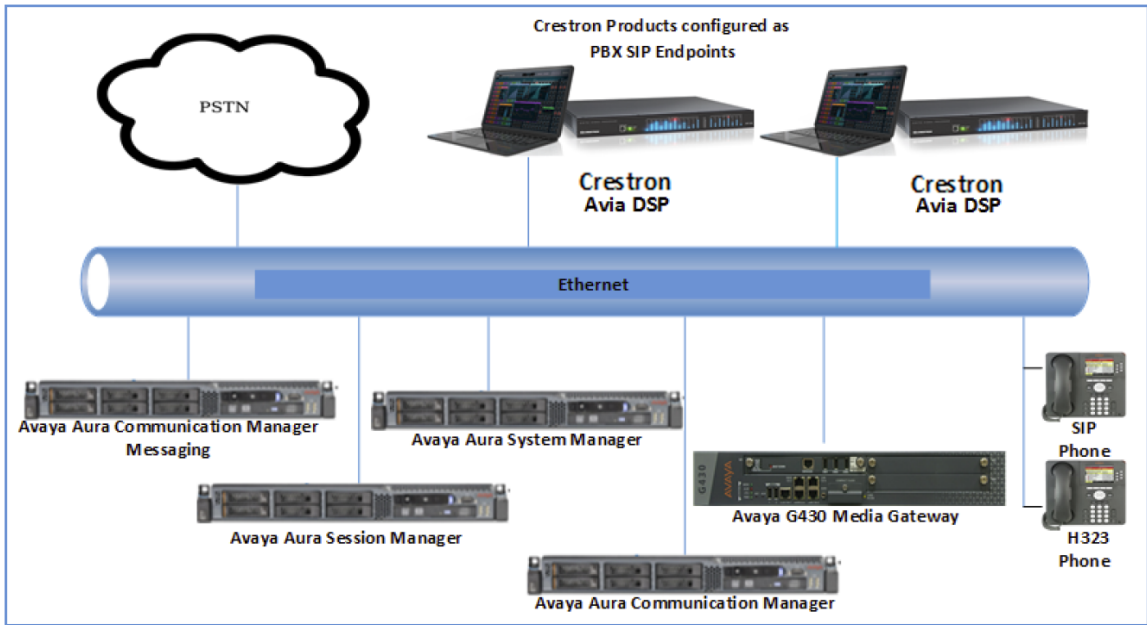 Crestron Products configured as
PBX SIP Endpoints
PSTN
Crestron
Avia DSP
Crestron
Avia DSP
Ethernet
Avaya Aura Communication Manager
Messaging
Avaya Aura System Manager
SIP
Phone
G430
AVAYA
Avaya G430 Media Gateway
Avaya Aura Session Manager
H323
Phone
Avaya Aura Communication Manager